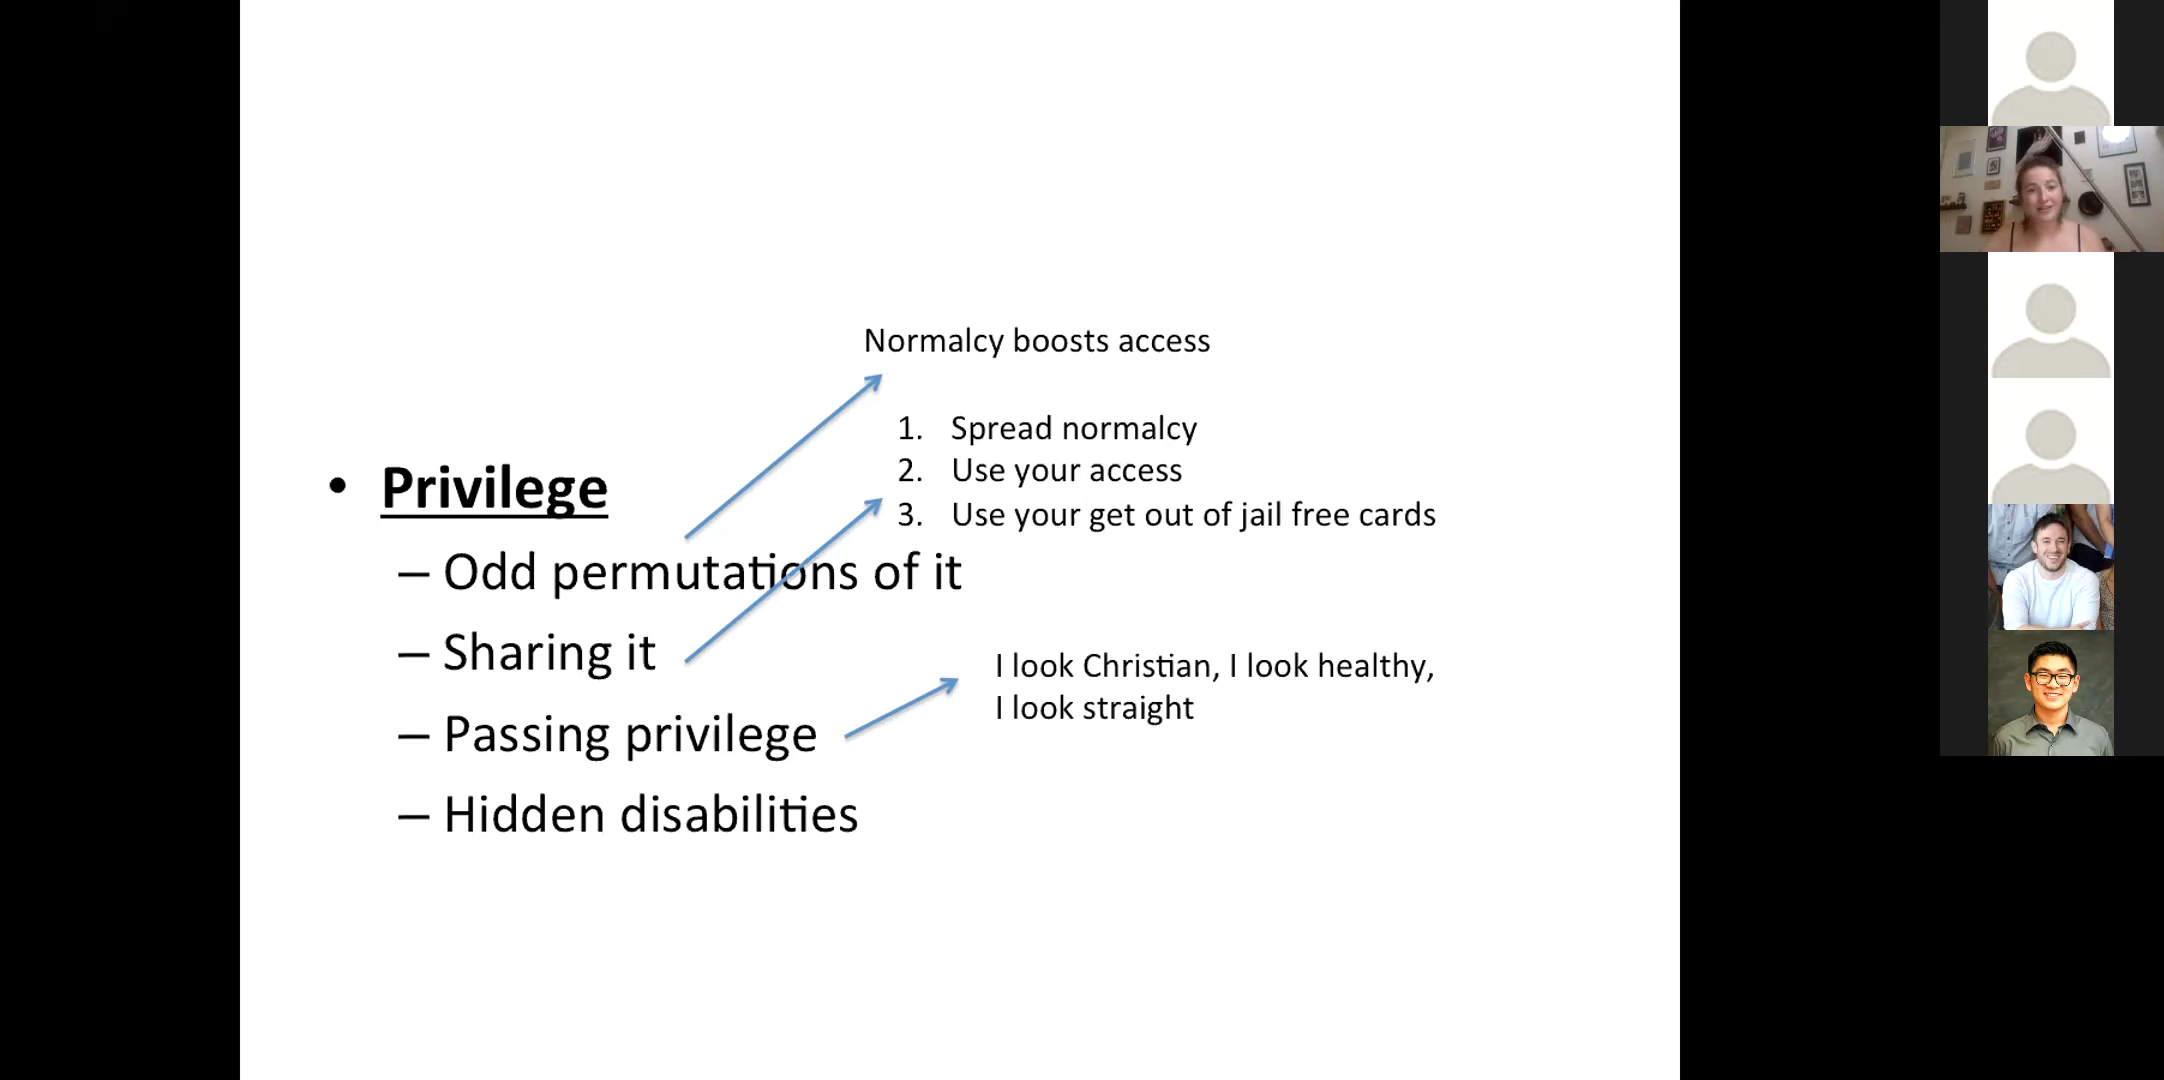 Normalcy boosts access
1. Spread normalcy
2. Use your access
3. Use your get out of jail free cards
• Privilege
– Odd permutations of it
– Sharing it
I look Christian, I look healthy,
I look straight
– Passing privilege
– Hidden disabilities